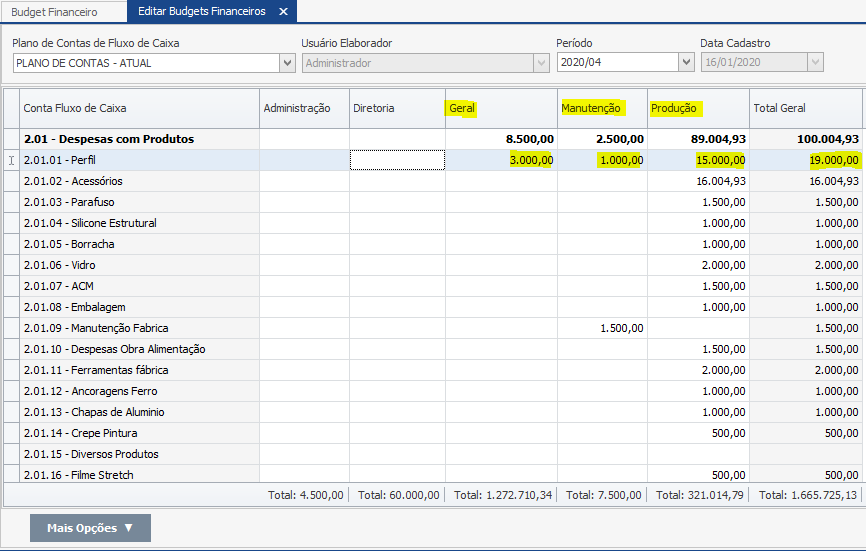 Budget Financeiro Editar Budgets Financeiros ✕
Plano de Contas de Fluxo de Caixa Usuário Elaborador Período Data Cadastro
PLANO DE CONTAS - ATUAL Administrador 2020/04 16/01/2020
Conta Fluxo de Caixa Administração Diretoria Geral Manutenção Produção Total Geral
2.01 - Despesas com Produtos 8.500,00 2.500,00 89.004,93 100.004,93
2.01.01 - Perfil 3.000,00 1.000,00 15.000,00 19.000,00
2.01.02 - Acessórios 16.004,93 16.004,93
2.01.03 - Parafuso 1.500,00 1.500,00
2.01.04 - Silicone Estrutural 1.000,00 1.000,00
2.01.05 - Borracha 1.000,00 1.000,00
2.01.06 - Vidro 2.000,00 2.000,00
2.01.07 - ACM 1.500,00 1.500,00
2.01.08 - Embalagem 1.000,00 1.000,00
2.01.09 - Manutenção Fabrica 1.500,00 1.500,00
2.01.10 - Despesas Obra Alimentação 1.500,00 1.500,00
2.01.11 - Ferramentas fábrica 2.000,00 2.000,00
2.01.12 - Ancoragens Ferro 1.000,00 1.000,00
2.01.13 - Chapas de Aluminio 1.000,00 1.000,00
2.01.14 - Crepe Pintura 500,00 500,00
2.01.15 - Diversos Produtos
2.01.16 - Filme Stretch 500,00 500,00
Total: 4.500,00 Total: 60.000,00 Total: 1.272.710,34 Total: 7.500,00 Total: 321.014,79 Total: 1.665.725,13
Mais Opções ▼